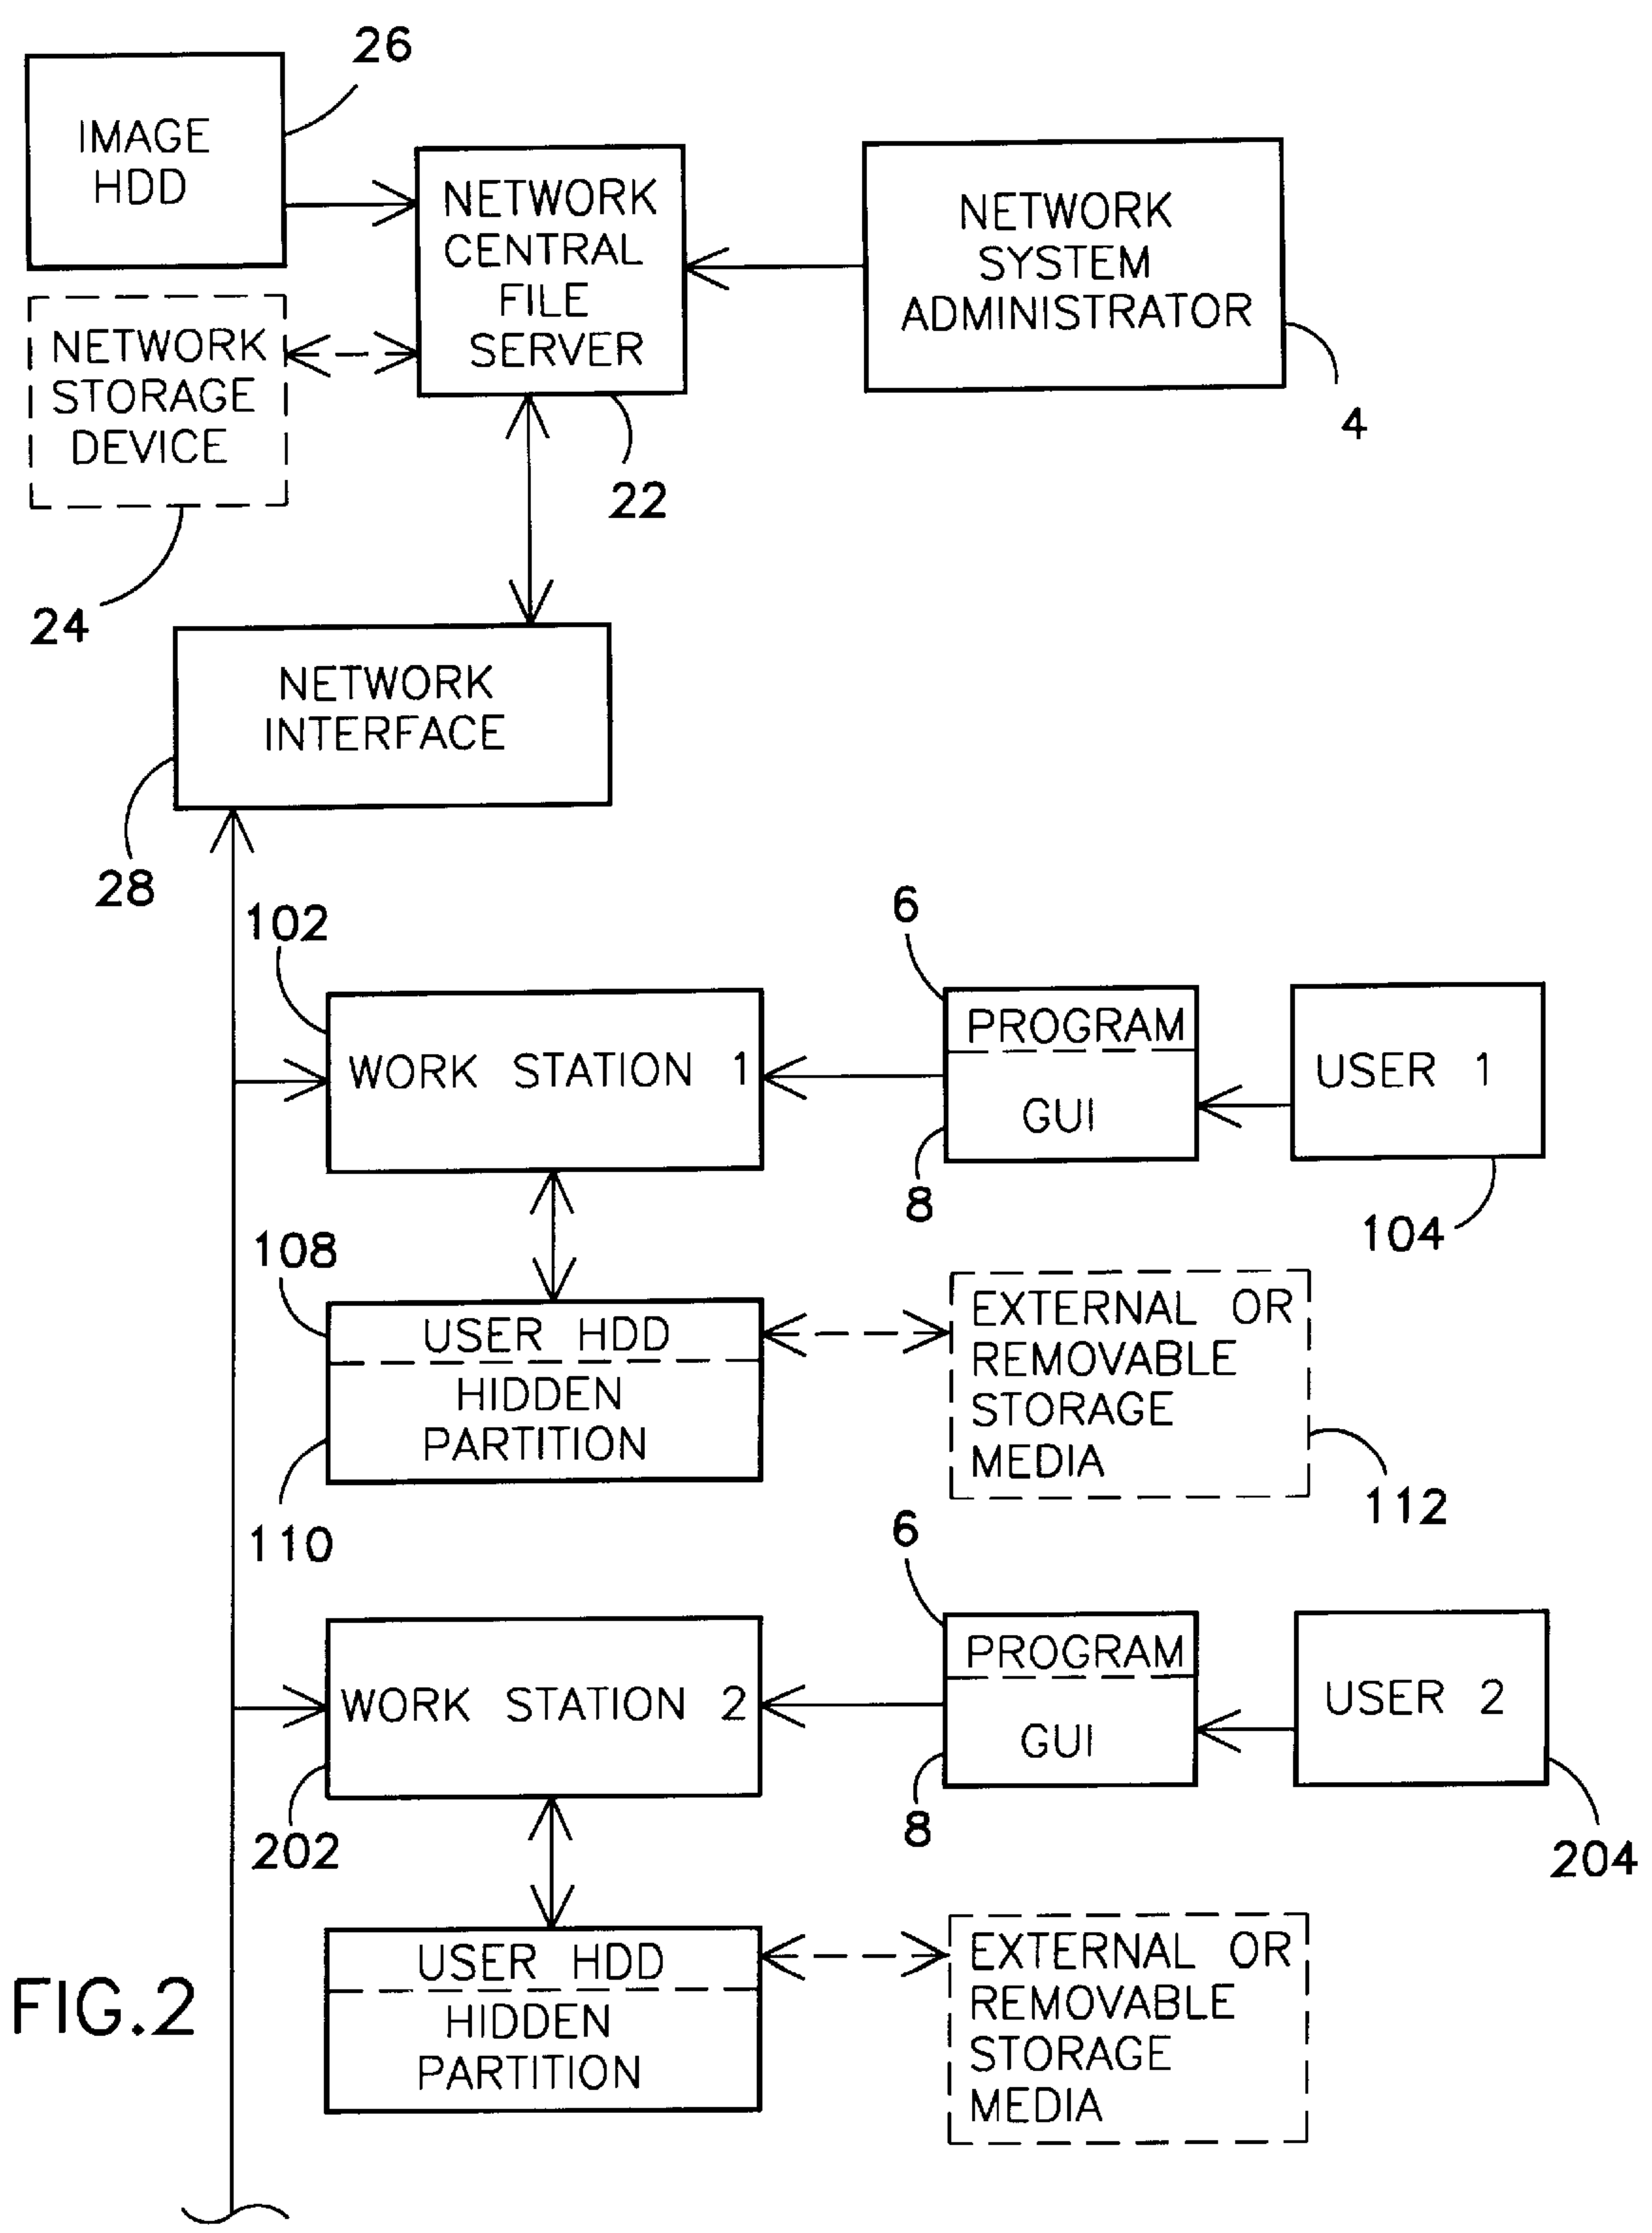 26
IMAGE
HDD
NETWORK
CENTRAL
FILE
SERVER
NETWORK
SYSTEM
ADMINISTRATOR
NETWORK
STORAGE
DEVICE
4
22
24
NETWORK
INTERFACE
28
102
6
WORK STATION 1
PROGRAM
GUI
USER 1
8
104
108
USER HDD
HIDDEN
PARTITION
EXTERNAL OR
REMOVABLE
STORAGE
MEDIA
110
112
6
WORK STATION 2
PROGRAM
GUI
USER 2
202
8
204
USER HDD
HIDDEN
PARTITION
EXTERNAL OR
REMOVABLE
STORAGE
MEDIA
FIG.2